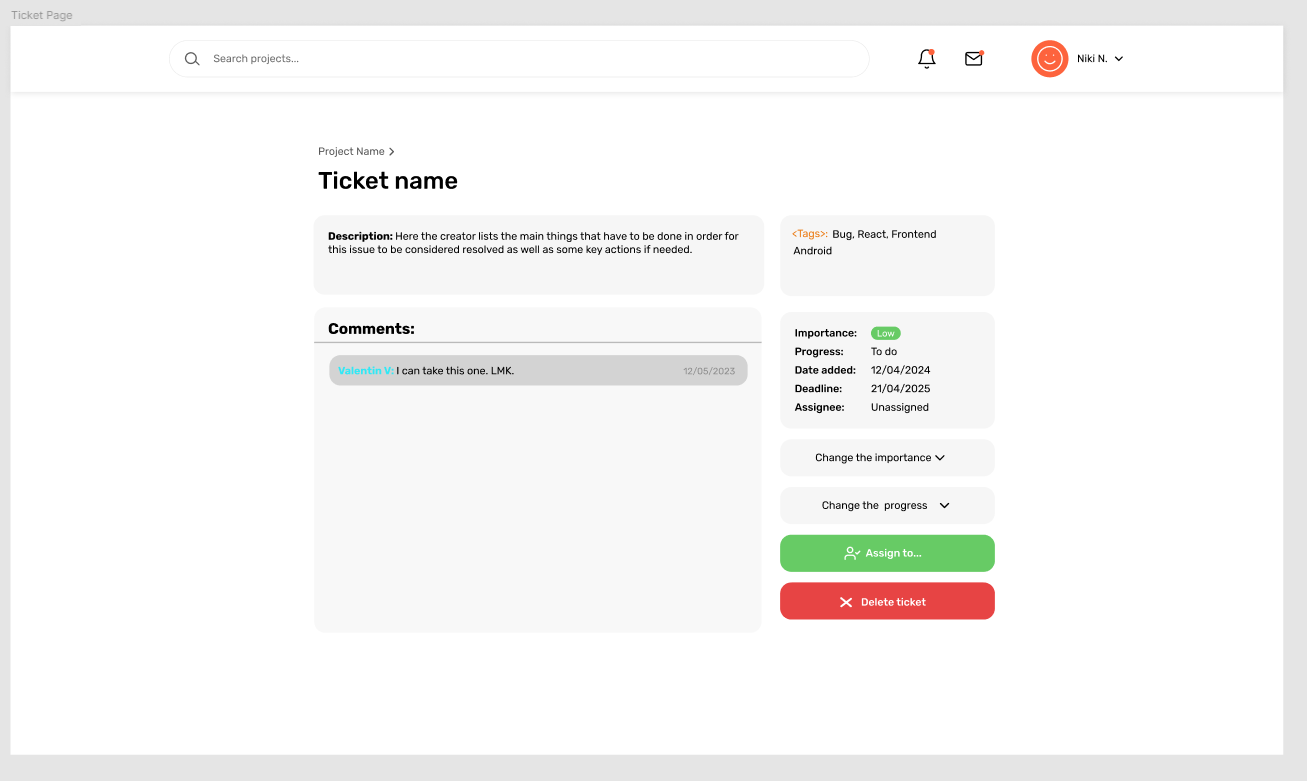 Ticket Page
Search projects...
Niki N.
Project Name
Ticket name
Description: Here the creator lists the main things that have to be done in order for
this issue to be considered resolved as well as some key actions if needed.
<Tags>: Bug, React, Frontend
Android
Comments:
Valentin V: I can take this one. LMK. 12/05/2023
Importance: Low
Progress: To do
Date added: 12/04/2024
Deadline: 21/04/2025
Assignee: Unassigned
Change the importance
Change the progress
Assign to...
Delete ticket